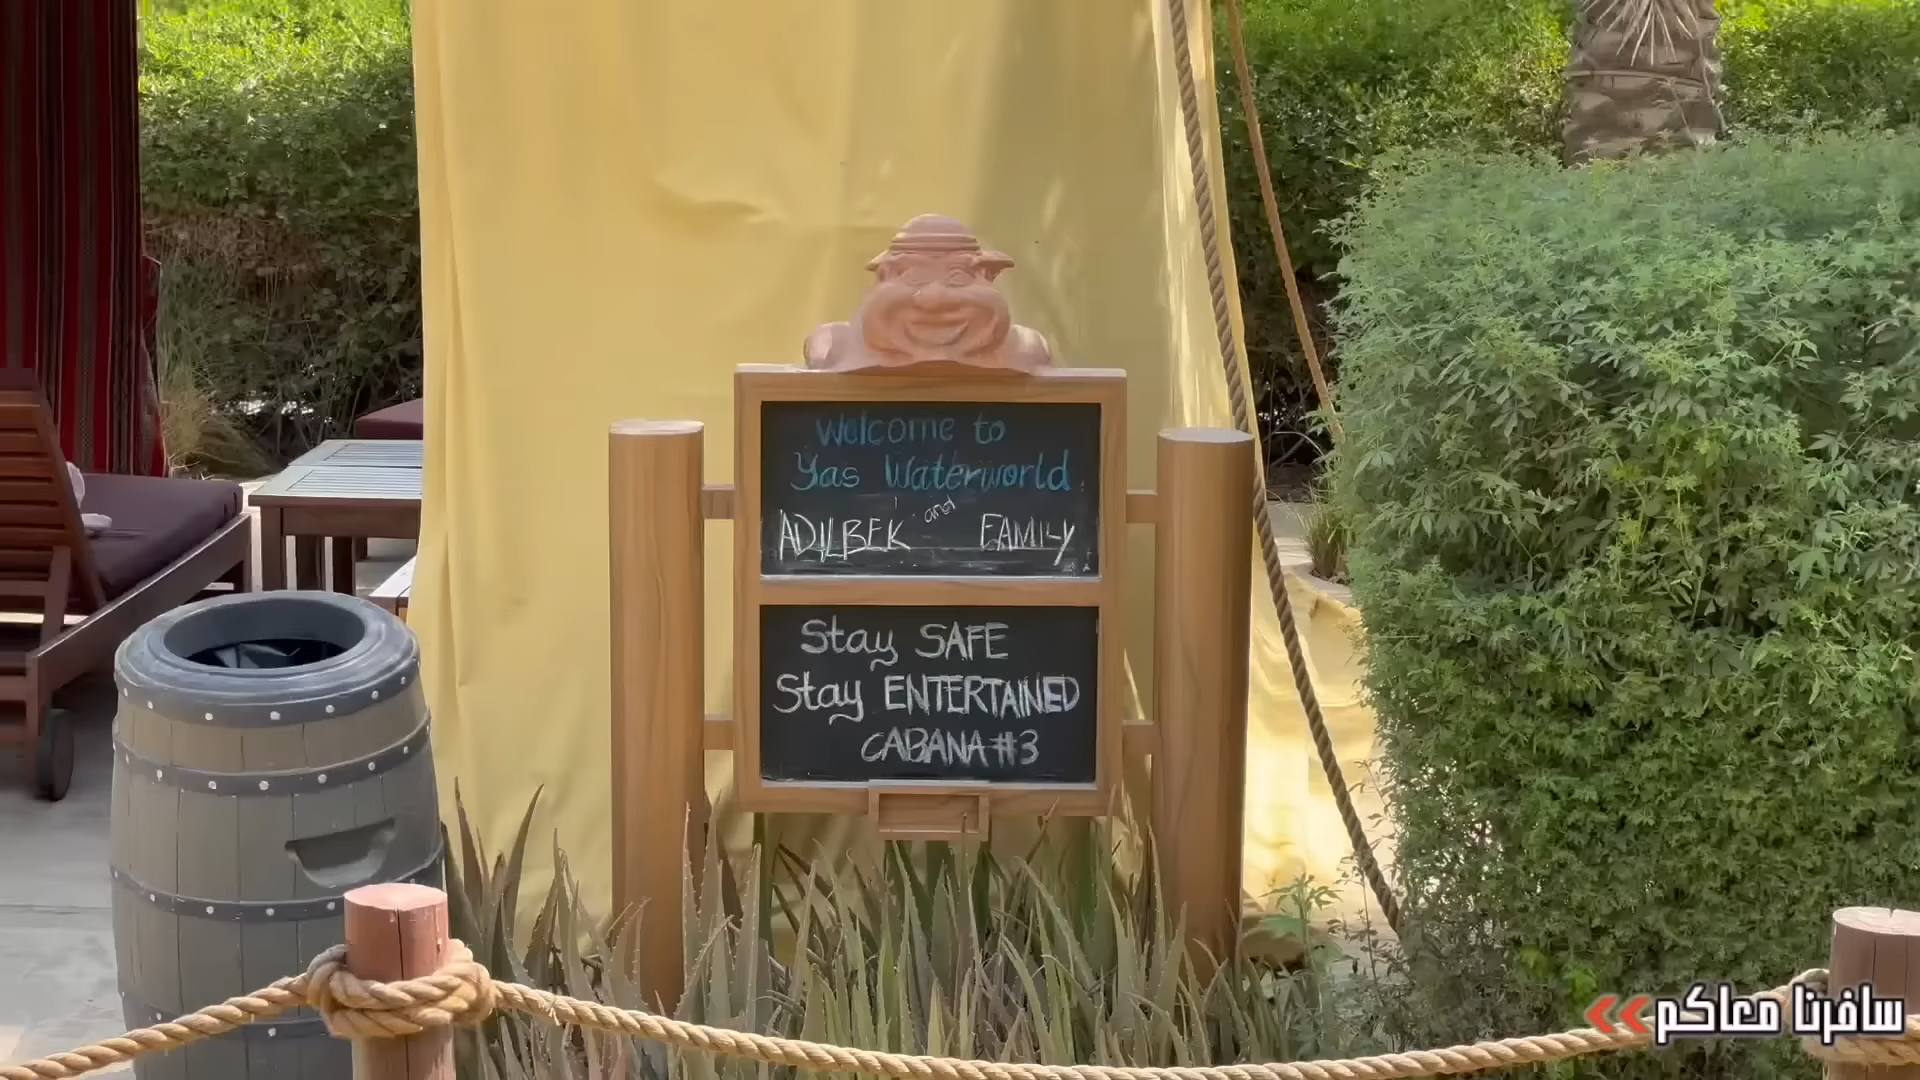 Welcome to
Yas Waterworld
and
ADILBEK FAMILY
Stay SAFE
Stay ENTERTAINED
CABANA #3
سافرنا معاكم